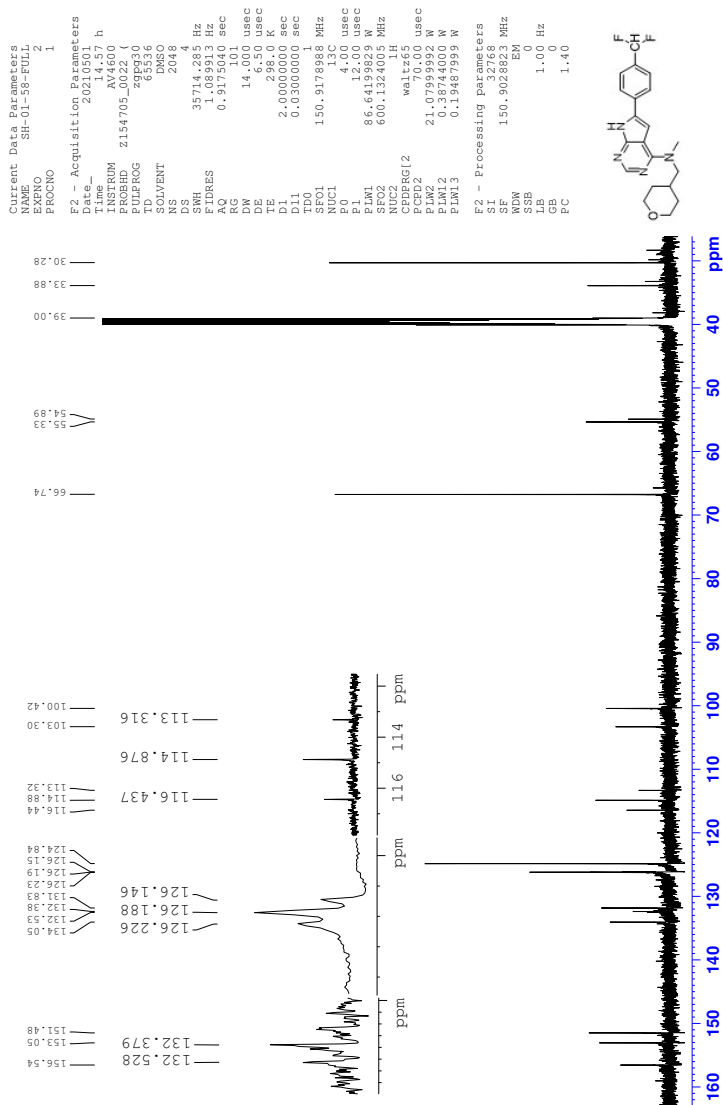 Current Data Parameters
NAME SH-01-58-FULL
EXPNO 2
PROCNO 1
F2 - Acquisition Parameters
Date_ 20210501
Time 14.57 h
INSTRUM AV4600
PROBHD Z154705_0022 (
PULPROG zgpg30
TD 65536
SOLVENT DMSO
NS 2048
DS 4
SWH 35714.285 Hz
FIDRES 1.089913 Hz
AQ 0.9175040 sec
RG 101
DW 14.000 usec
DE 6.50 usec
TE 298.0 K
D1 2.00000000 sec
D11 0.03000000 sec
TD0 1
SFO1 150.9178988 MHz
NUC1 13C
P0 4.00 usec
P1 12.00 usec
PLW1 86.64199829 W
SFO2 600.1324005 MHz
NUC2 1H
CPDPRG[2 waltz65
PCPD2 70.00 usec
PLW2 21.07999992 W
PLW12 0.38744000 W
PLW13 0.19487999 W
F2 - Processing parameters
SI 32768
SF 150.9028823 MHz
WDW EM
SSB 0
LB 1.00 Hz
GB 0
PC 1.40
F
CH
F
HN
N
N
N
O
156.54
153.05
151.48
134.05
132.53
132.38
131.83
126.23
126.19
126.15
124.84
116.44
114.88
113.32
103.30
100.42
66.74
55.33
54.89
39.00
33.88
30.28
132.528
132.379
ppm
126.226
126.188
126.146
ppm
116.437
114.876
113.316
116 114 ppm
160 150 140 130 120 110 100 90 80 70 60 50 40 ppm